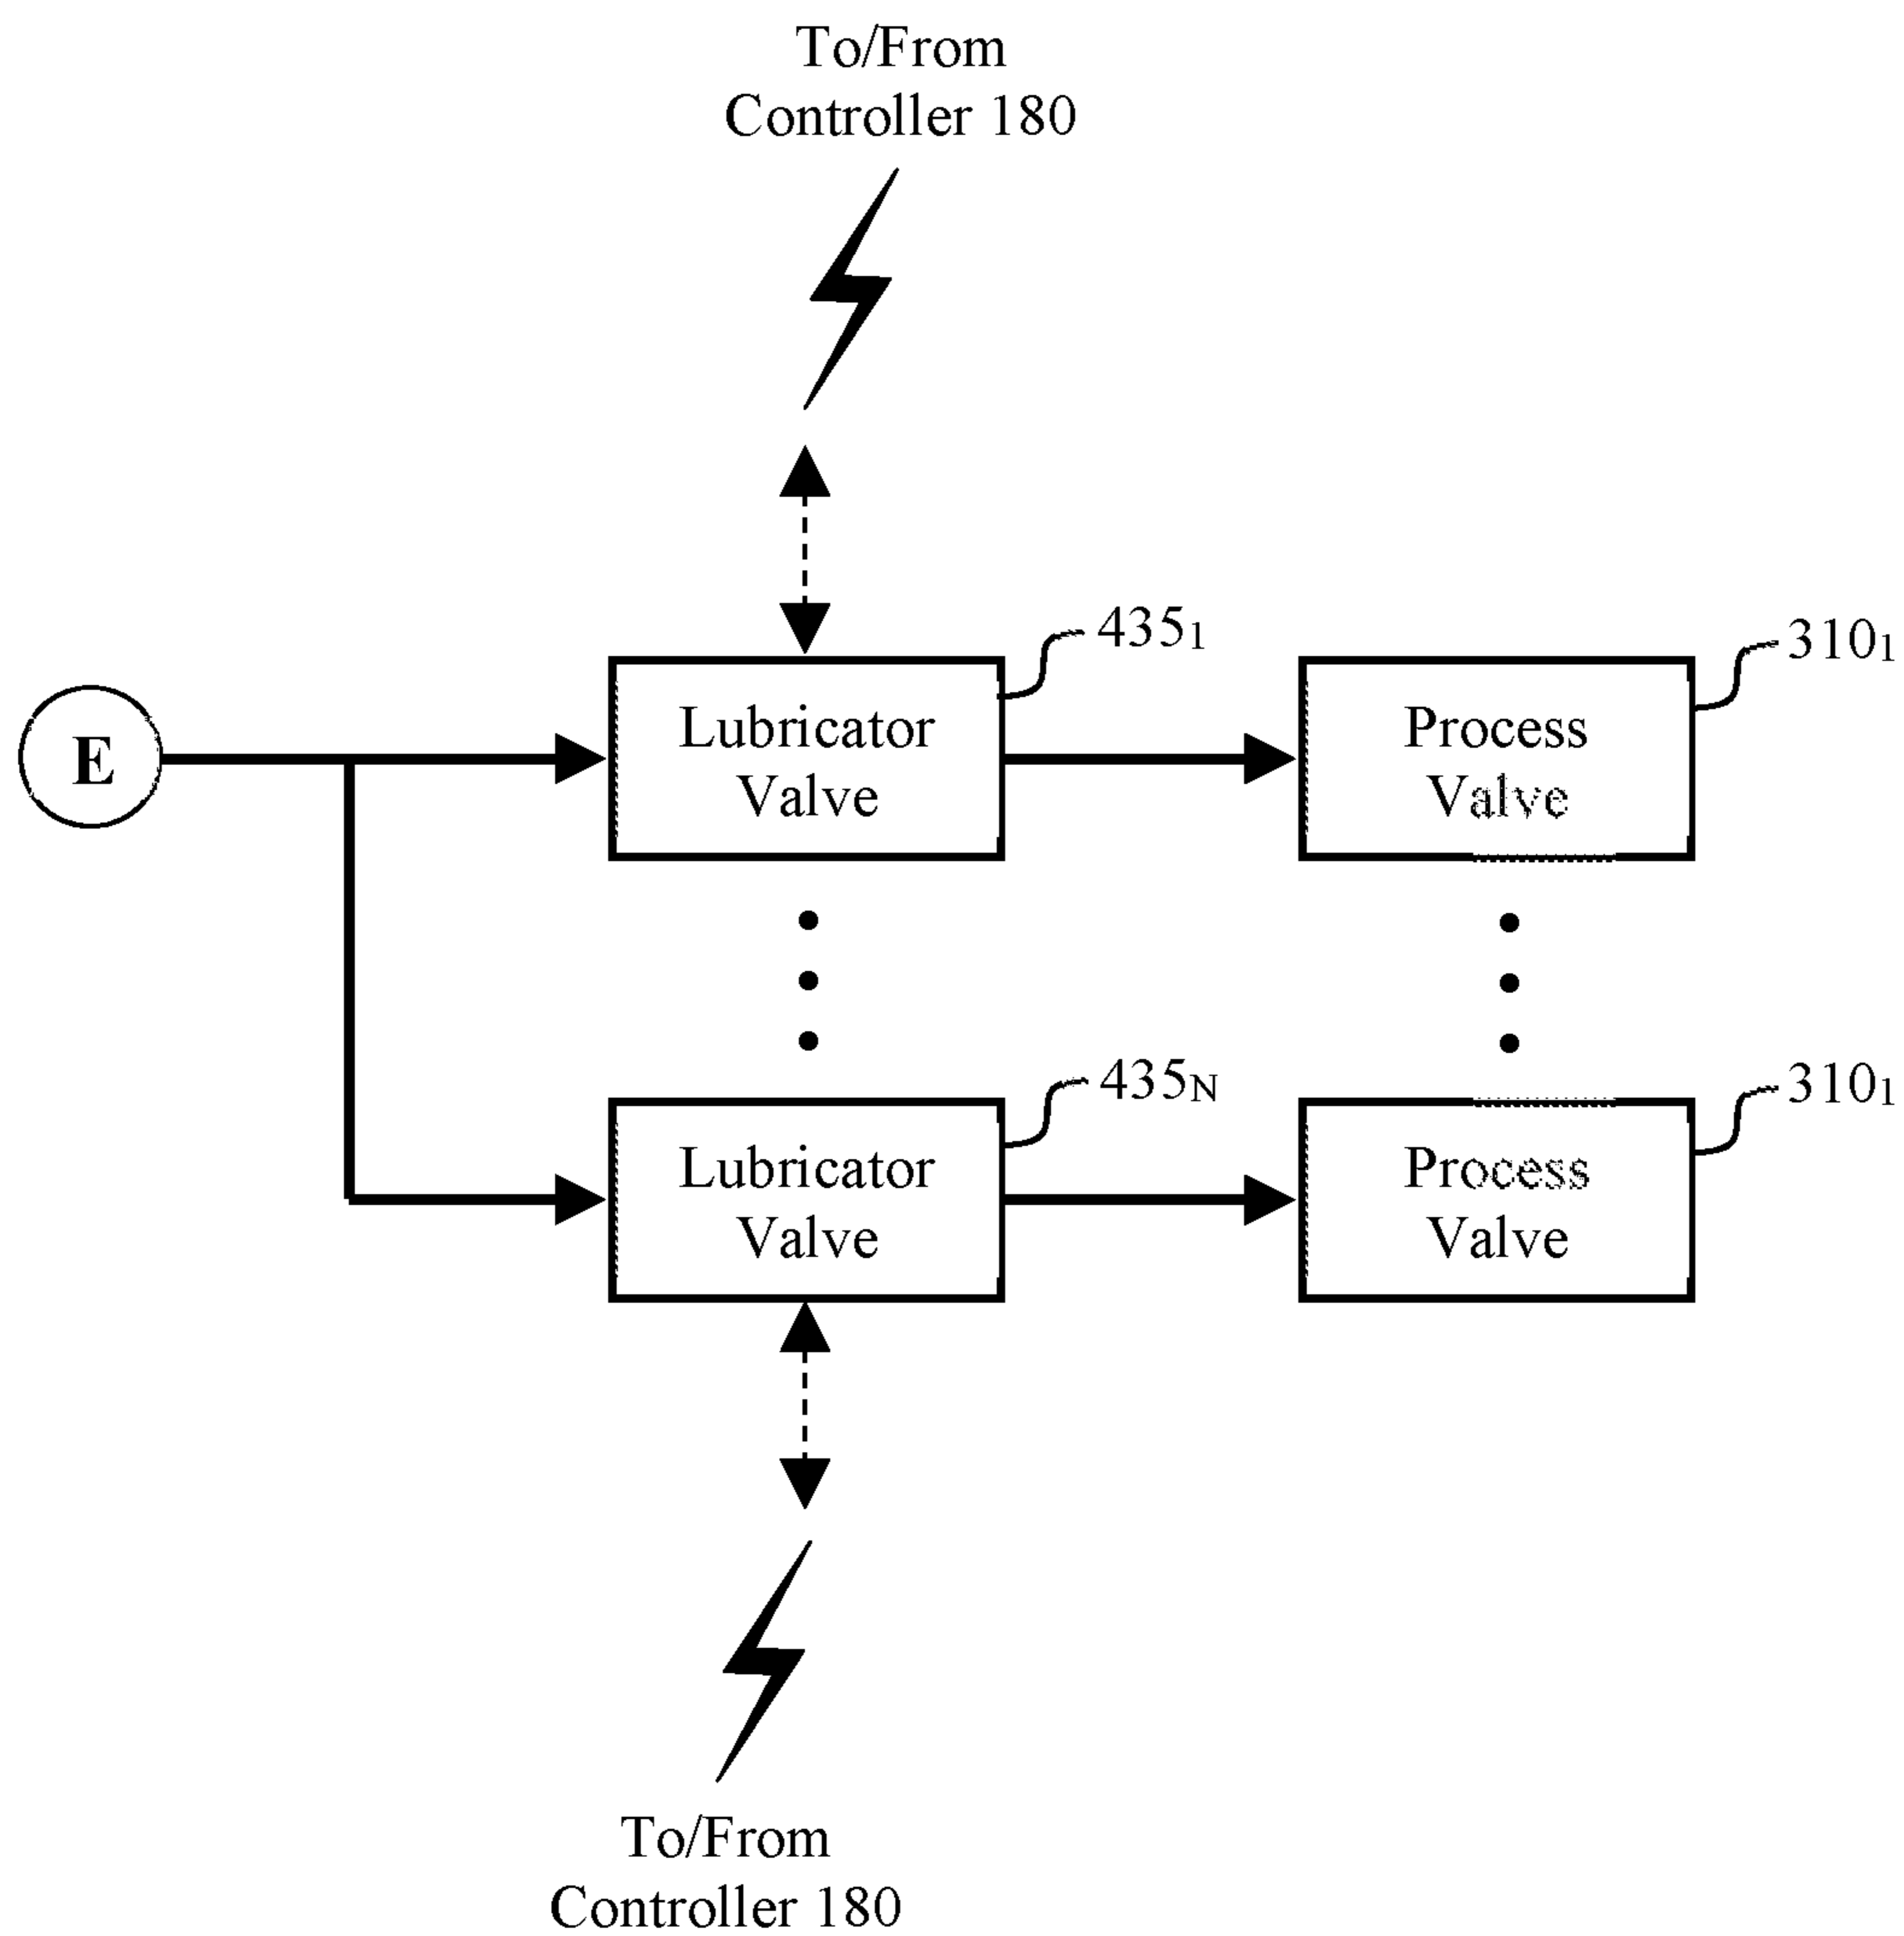 To/From
Controller 180
435₁
310₁
E
Lubricator
Valve
Process
Valve
435_N
310₁
Lubricator
Valve
Process
Valve
To/From
Controller 180